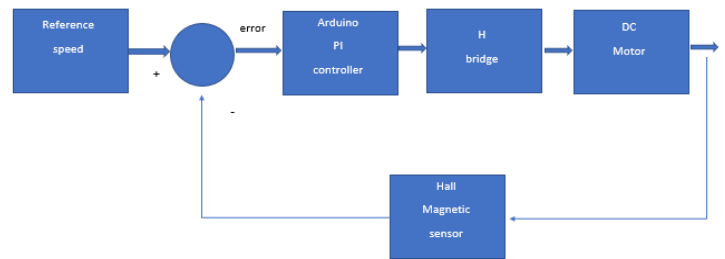 Reference
speed
+
error
-
Arduino
PI
controller
H
bridge
DC
Motor
Hall
Magnetic
sensor